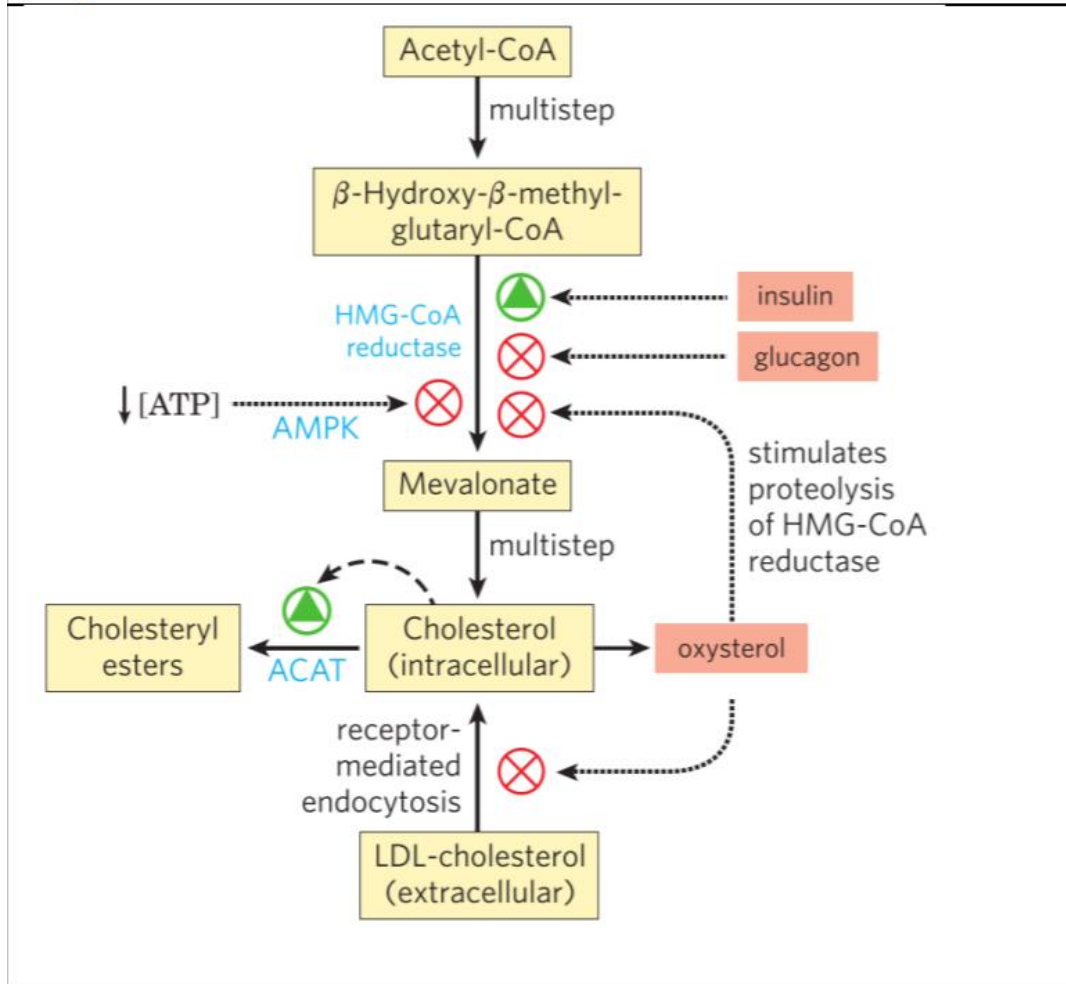 Acetyl-CoA
multistep
β-Hydroxy-β-methyl-
glutaryl-CoA
insulin
HMG-CoA
reductase
glucagon
↓[ATP]
AMPK
stimulates
proteolysis
of HMG-CoA
reductase
Mevalonate
multistep
Cholesteryl
esters
ACAT
Cholesterol
(intracellular)
oxysterol
receptor-
mediated
endocytosis
LDL-cholesterol
(extracellular)